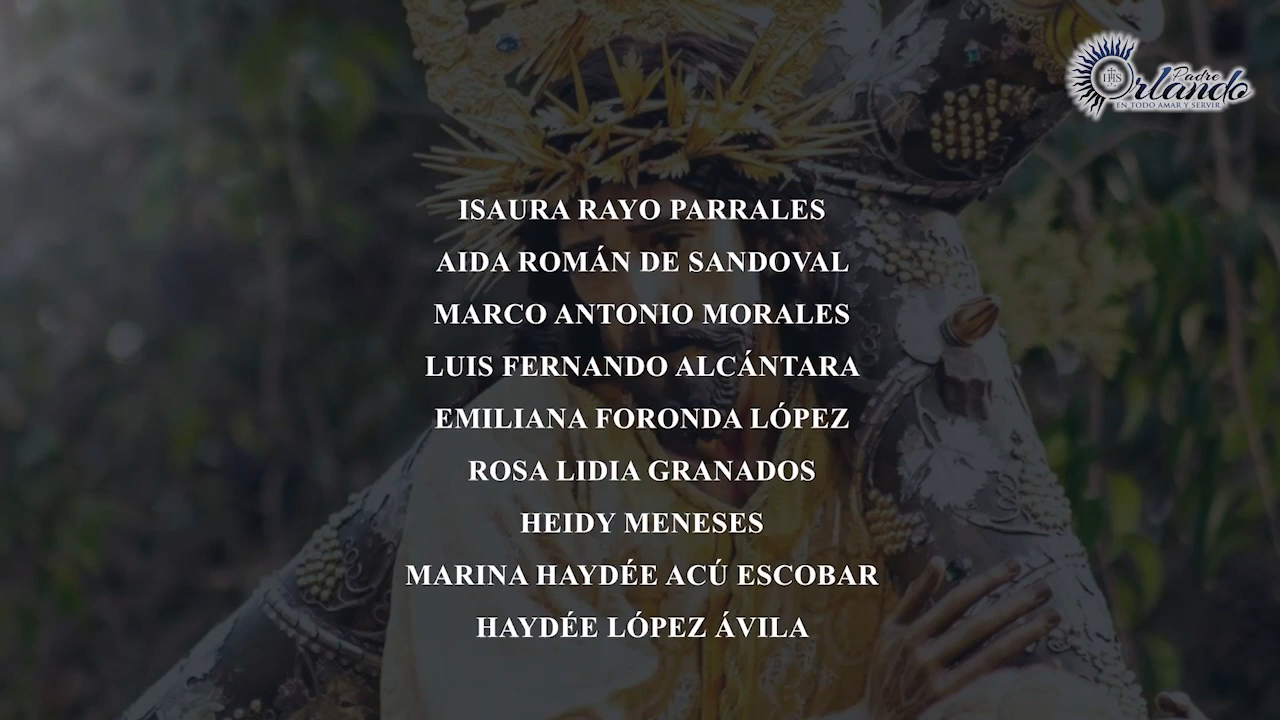 IHS
Padre
Orlando
EN TODO AMAR Y SERVIR
ISAURA RAYO PARRALES
AIDA ROMÁN DE SANDOVAL
MARCO ANTONIO MORALES
LUIS FERNANDO ALCÁNTARA
EMILIANA FORONDA LÓPEZ
ROSA LIDIA GRANADOS
HEIDY MENESES
MARINA HAYDÉE ACÚ ESCOBAR
HAYDÉE LÓPEZ ÁVILA